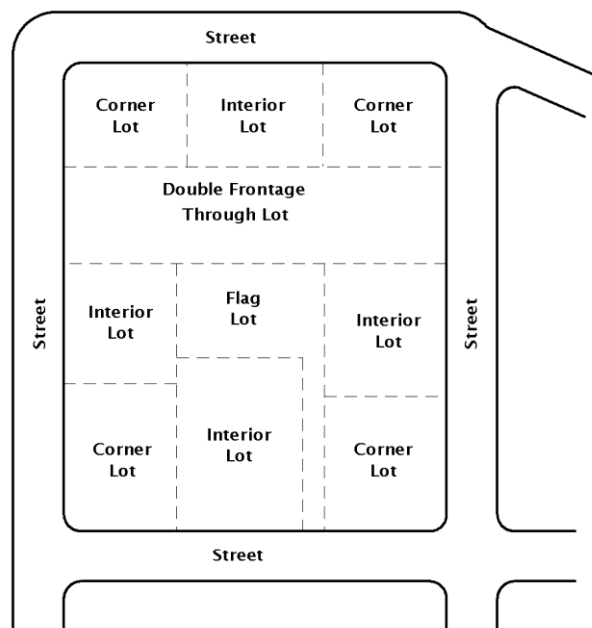 Street
Corner
Lot
Interior
Lot
Corner
Lot
Double Frontage
Through Lot
Street
Interior
Lot
Flag
Lot
Interior
Lot
Street
Corner
Lot
Interior
Lot
Corner
Lot
Street